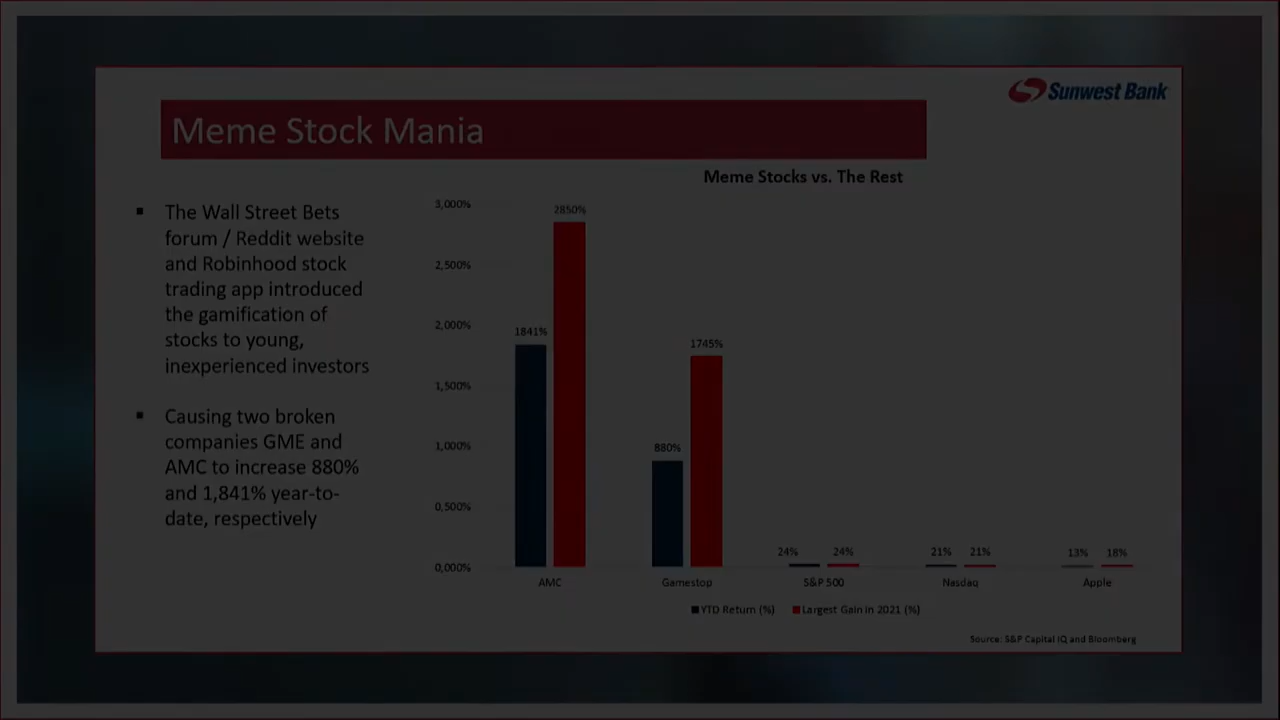 Sunwest Bank
Meme Stock Mania
Meme Stocks vs. The Rest
▪ The Wall Street Bets
forum / Reddit website
and Robinhood stock
trading app introduced
the gamification of
stocks to young,
inexperienced investors
▪ Causing two broken
companies GME and
AMC to increase 880%
and 1,841% year-to-
date, respectively
3,000%
2,500%
2,000%
1,500%
1,000%
0,500%
0,000%
1841%
2850%
880%
1745%
24%
24%
21%
21%
13%
18%
AMC
Gamestop
S&P 500
Nasdaq
Apple
YTD Return (%)
Largest Gain in 2021 (%)
Source: S&P Capital IQ and Bloomberg